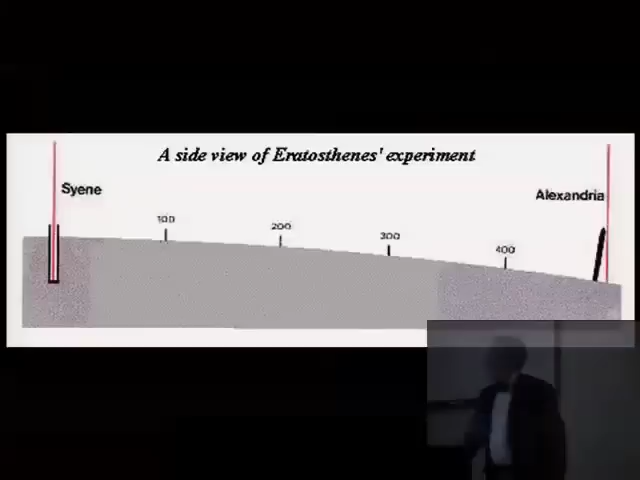 A side view of Eratosthenes' experiment
Syene
Alexandria
100
200
300
400